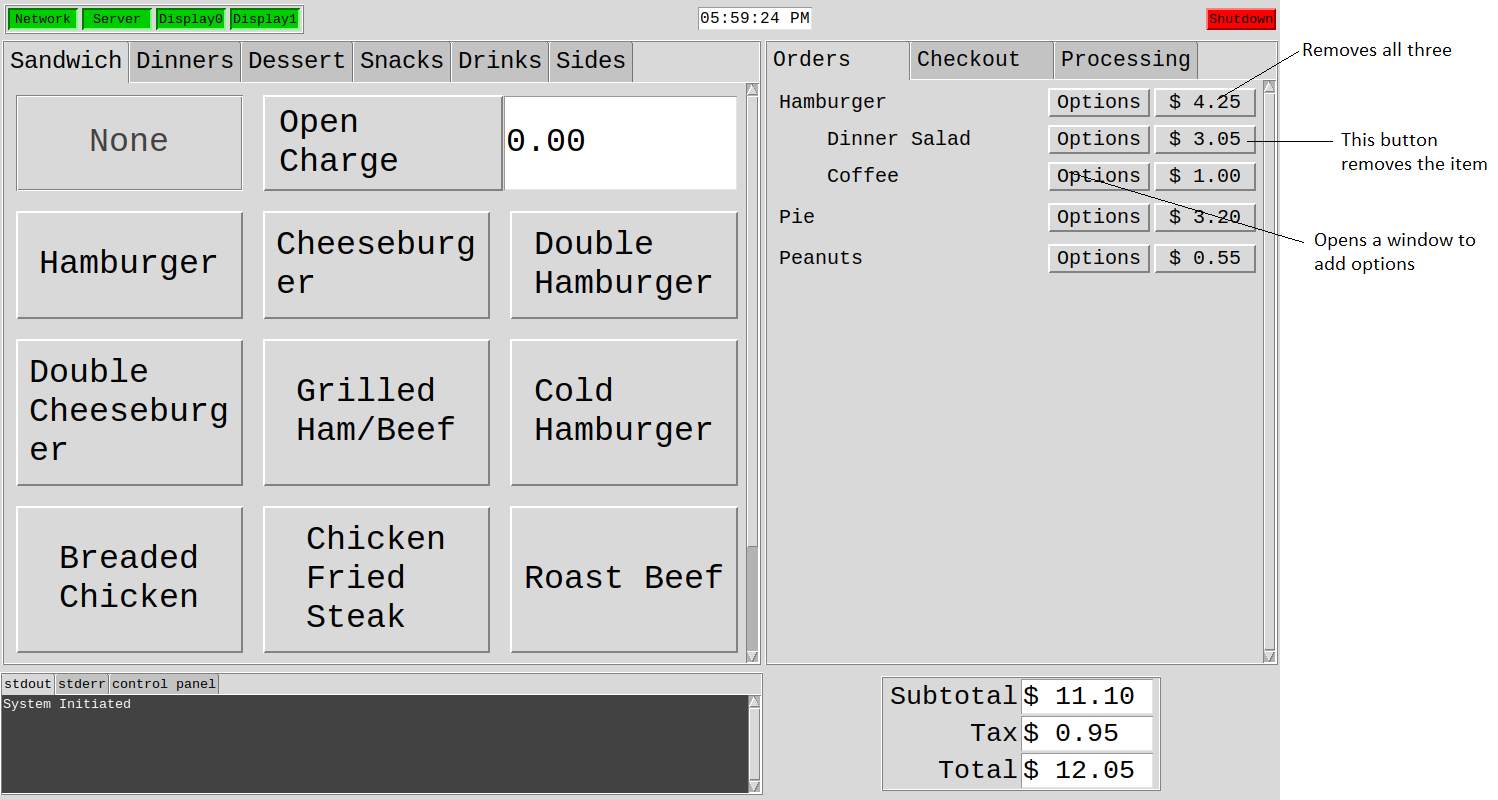 Network Server Display0 Display1 05:59:24 PM Shutdown
Sandwich Dinners Dessert Snacks Drinks Sides
None
Open
Charge
0.00
Hamburger
Cheeseburg
er
Double
Hamburger
Double
Cheeseburg
er
Grilled
Ham/Beef
Cold
Hamburger
Breaded
Chicken
Chicken
Fried
Steak
Roast Beef
Orders Checkout Processing
Hamburger Options $ 4.25
Dinner Salad Options $ 3.05
Coffee Options $ 1.00
Pie Options $ 3.20
Peanuts Options $ 0.55
Removes all three
This button
removes the item
Opens a window to
add options
stdout stderr control panel
System Initiated
Subtotal $ 11.10
Tax $ 0.95
Total $ 12.05